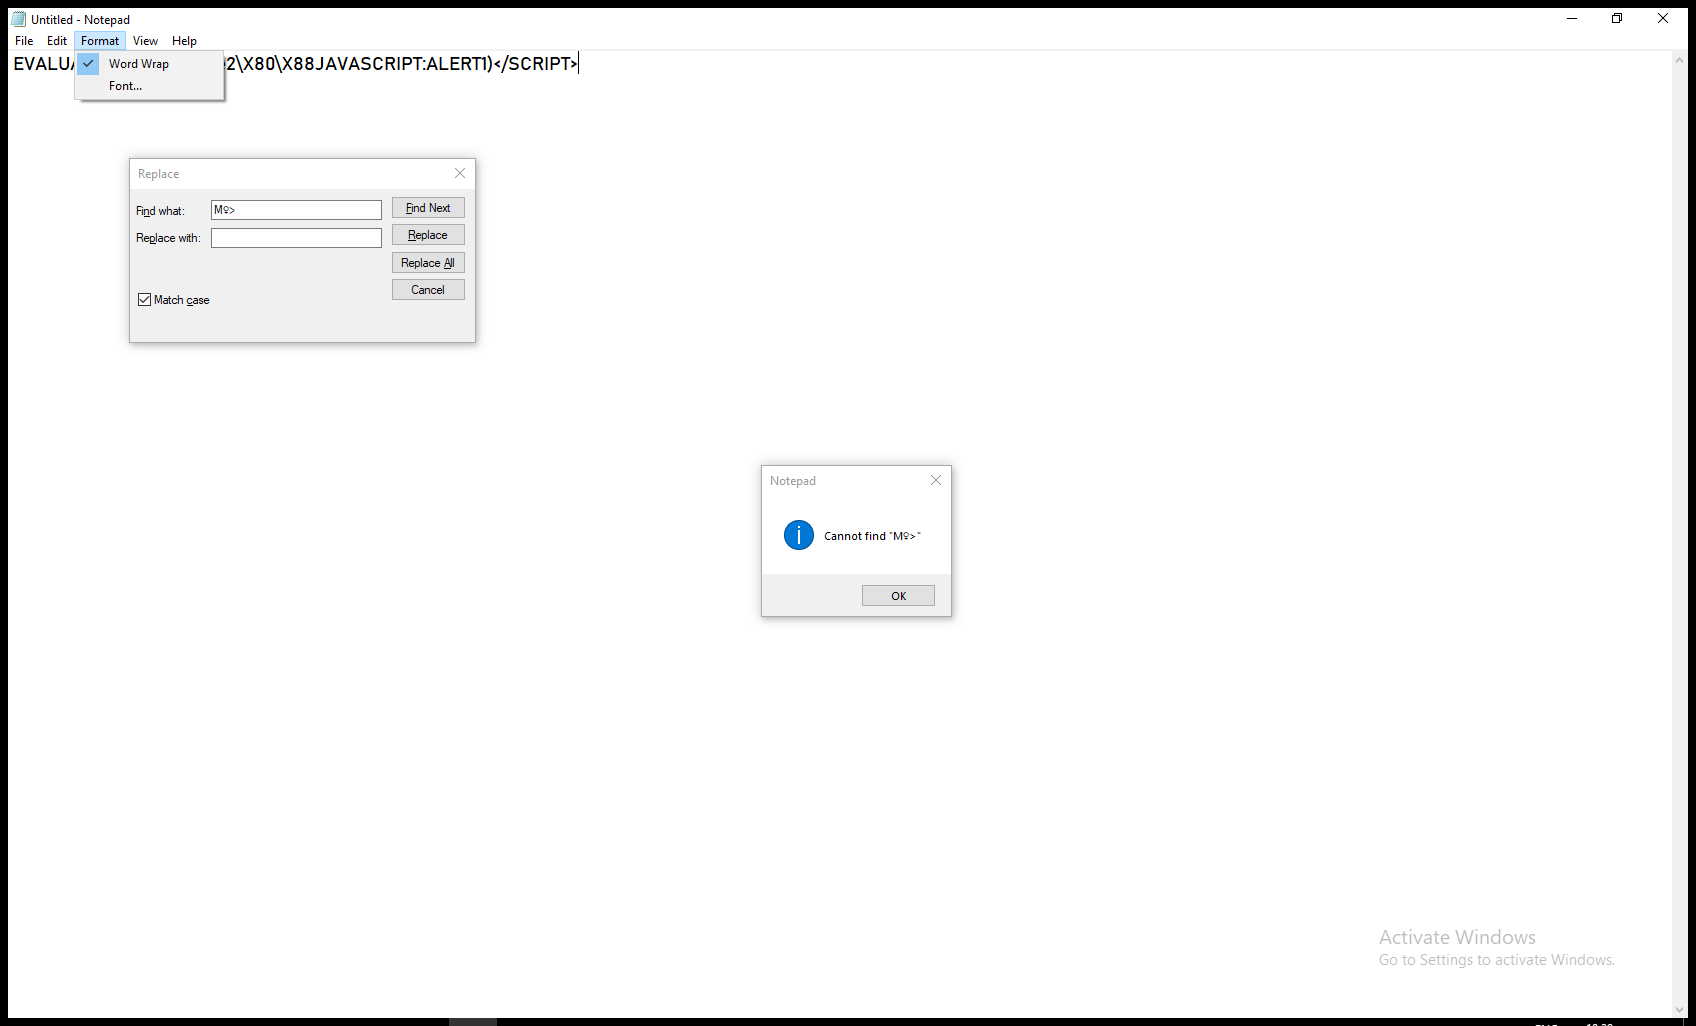 Untitled - Notepad
File Edit Format View Help
EVALU 2\X80\X88JAVASCRIPT:ALERT1)</SCRIPT>
Word Wrap
Font...
Replace
Find what: M♀>
Find Next
Replace with:
Replace
Replace All
Cancel
Match case
Notepad
Cannot find "M♀>"
OK
Activate Windows
Go to Settings to activate Windows.